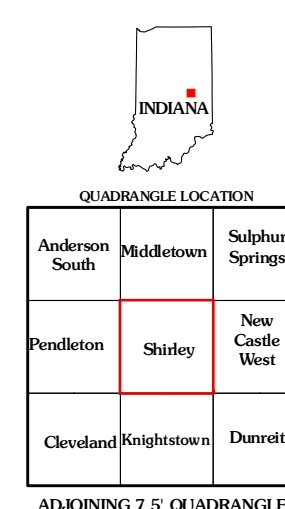 INDIANA
QUADRANGLE LOCATION
Anderson
South
Middletown
Sulphur
Springs
Pendleton
Shirley
New
Castle
West
Cleveland
Knightstown
Dunreit
ADJOINING 7.5' QUADRANGLE